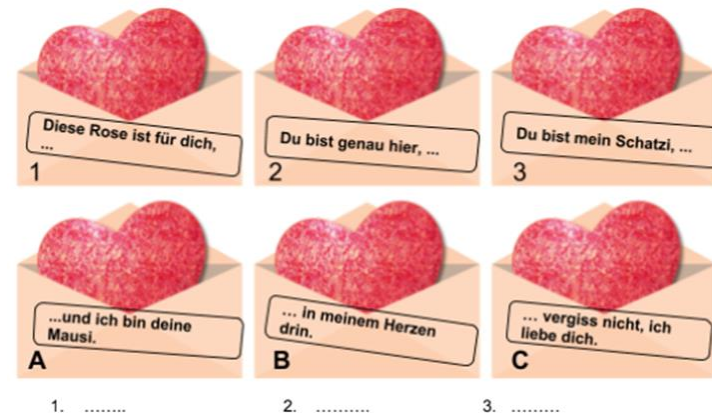 Diese Rose ist für dich,
...
1
Du bist genau hier, ...
2
Du bist mein Schatzi, ...
3
...und ich bin deine
Mausi.
A
... in meinem Herzen
drin.
B
... vergiss nicht, ich
liebe dich.
C
1. ........ 2. .......... 3. .........